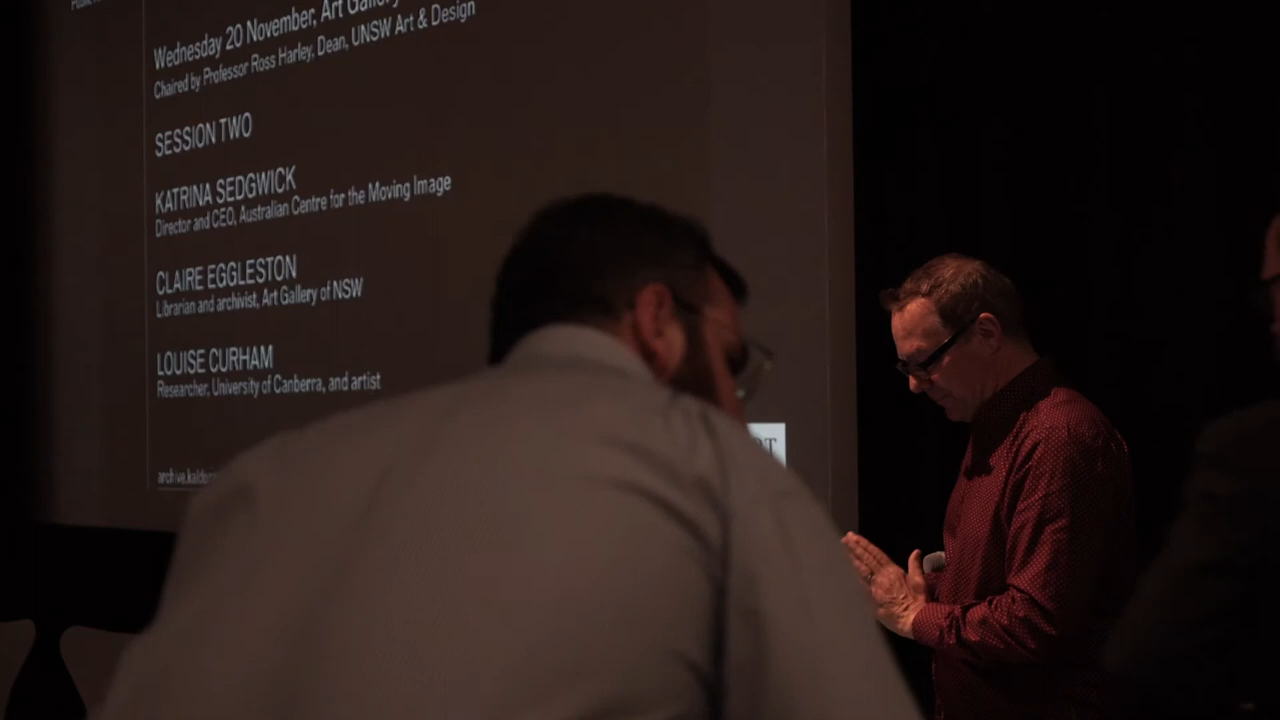 Wednesday 20 November, Art Gallery
Chaired by Professor Ross Harley, Dean, UNSW Art & Design
SESSION TWO
KATRINA SEDGWICK
Director and CEO, Australian Centre for the Moving Image
CLAIRE EGGLESTON
Librarian and archivist, Art Gallery of NSW
LOUISE CURHAM
Researcher, University of Canberra, and artist